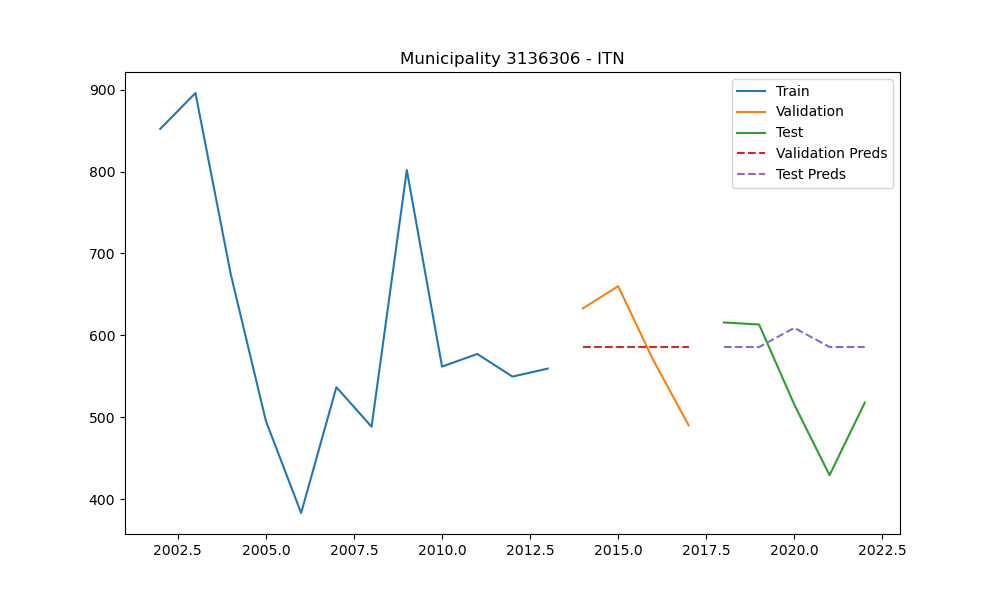 Municipality 3136306 - ITN
900
800
700
600
500
400
2002.5 2005.0 2007.5 2010.0 2012.5 2015.0 2017.5 2020.0 2022.5
Train
Validation
Test
Validation Preds
Test Preds